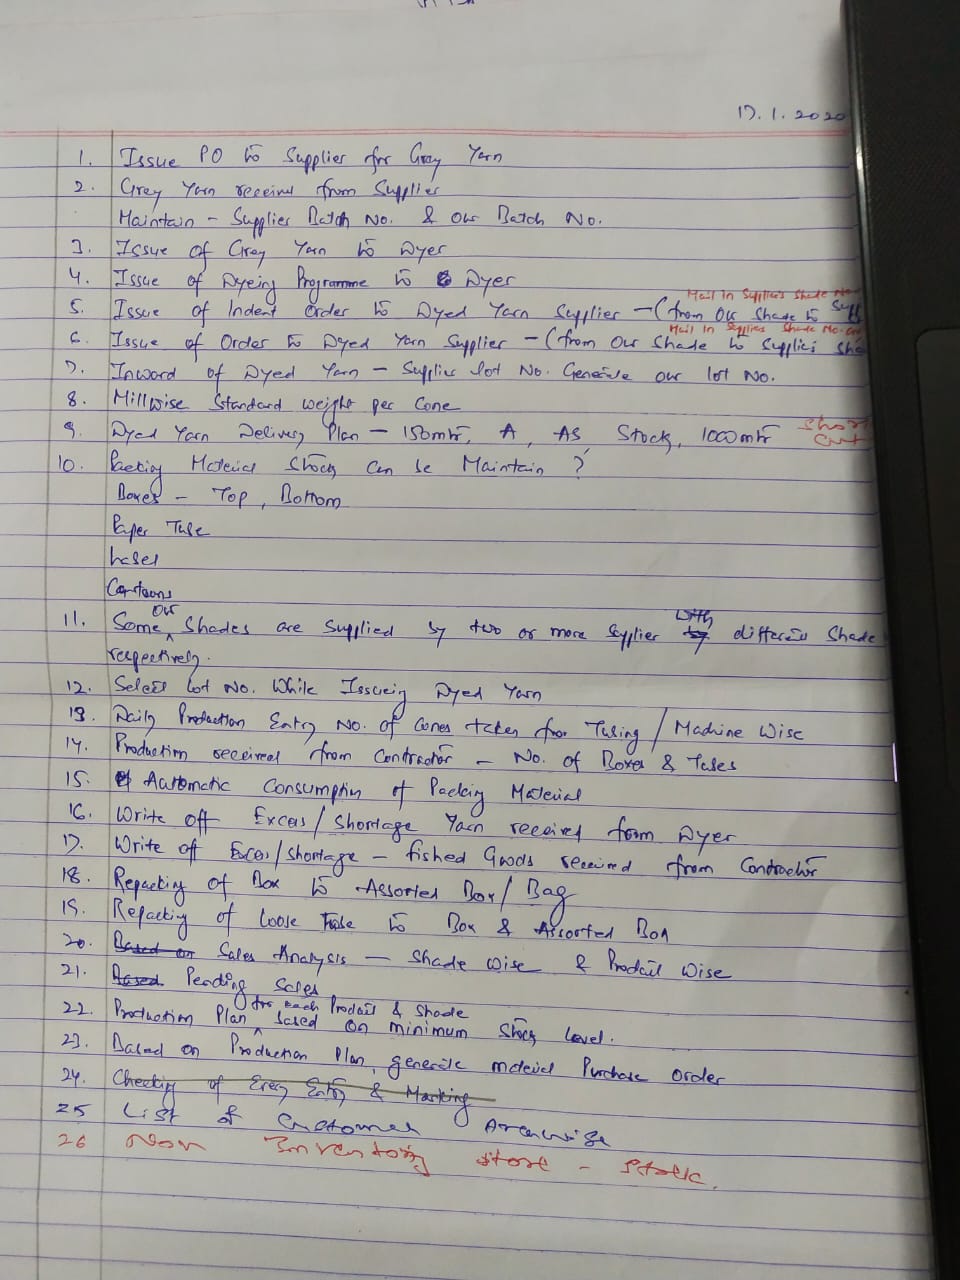 17.1.2020
1. Issue PO to Supplier for Grey Yarn
2. Grey Yarn received from Supplier
Maintain - Supplier Batch No. & our Batch No.
3. Issue of Grey Yarn to Dyer
4. Issue of Dyeing Programme to Dyer
Mail In Supplier Shade No
5. Issue of Indent order to Dyed Yarn Supplier - (from our Shade to Supp
Mail In Supplier Shade No.
6. Issue of Order to Dyed Yarn Supplier - (from our Shade to Supplier Sha
7. Inward of Dyed Yarn - Supplier lot No. Generate our lot No.
8. Millwise Standard weight per Cone
9. Dyed Yarn Delivery Plan - 150mtr, A, AS Stock, 1000mtr Short Cut
10. Packing Material Stock Can be Maintain ?
Boxes - Top, Bottom
Paper Tube
Label
Cartoons
our
11. Some Shades are Supplied by two or more Supplier with different Shade
respectively.
12. Select lot No. While Issueing Dyed Yarn
13. Daily Production Entry No. of Cones taken for Tubing / Machine Wise
14. Production received from Contractor - No. of Boxes & Tubes
15. Automatic Consumption of Packing Material
16. Write off Excess/Shortage Yarn received from Dyer
17. Write off Excess/Shortage - fished Goods received from Contractor
18. Repacking of Box to Assorted Box/Bag
19. Repacking of loose Tube to Box & Assorted Box
20. Based on Sales Analysis - Shade Wise & Product Wise
21. Based Pending Sales
for each Product & Shade
22. Production Plan based on minimum Stock level.
23. Based on Production Plan, generate material Purchase order
24. Checking of Every Entry & Marking
25 List of Customer Areawise
26 Non Inventory store - stock.